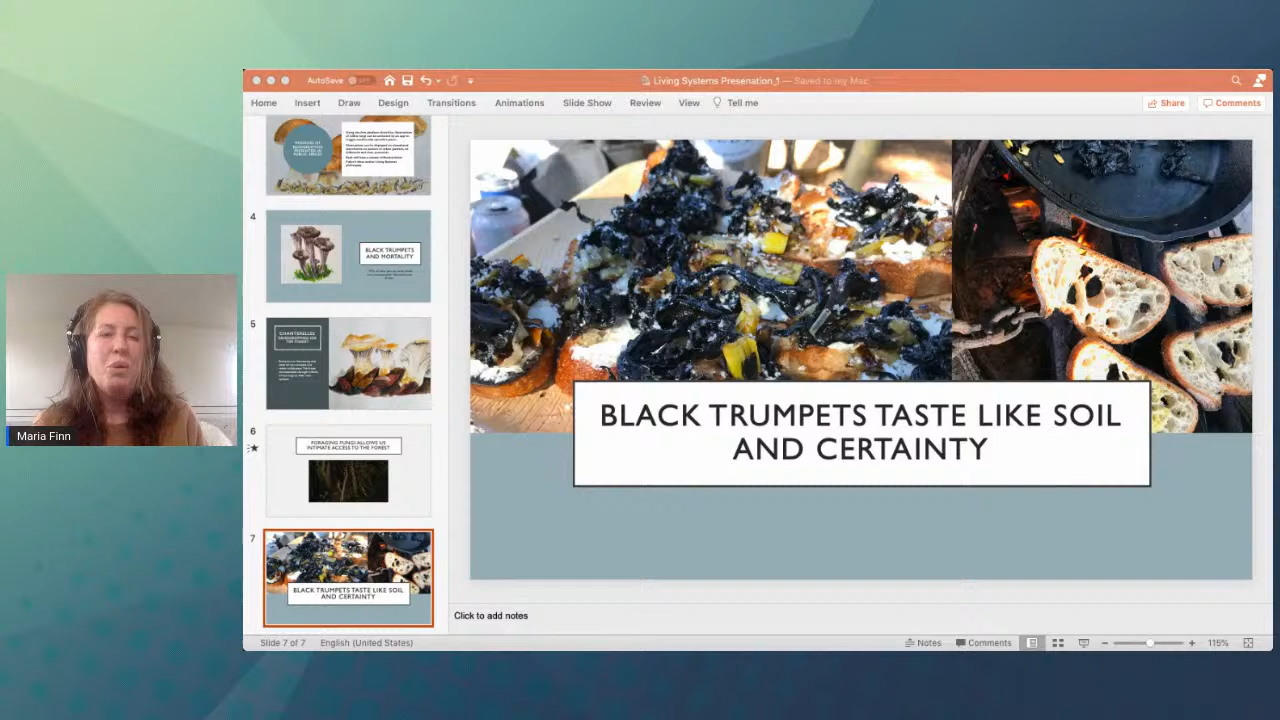 AutoSave
OFF
Living Systems Presenation_1 — Saved to my Mac
Home Insert Draw Design Transitions Animations Slide Show Review View Tell me
Share Comments
4
BLACK TRUMPETS
AND MORTALITY
5
CHANTERELLES
6
FORAGING FUNGI ALLOWS US
INTIMATE ACCESS TO THE FOREST
7
BLACK TRUMPETS TASTE LIKE SOIL
AND CERTAINTY
BLACK TRUMPETS TASTE LIKE SOIL
AND CERTAINTY
Click to add notes
Slide 7 of 7 English (United States)
Notes Comments 115%
Maria Finn